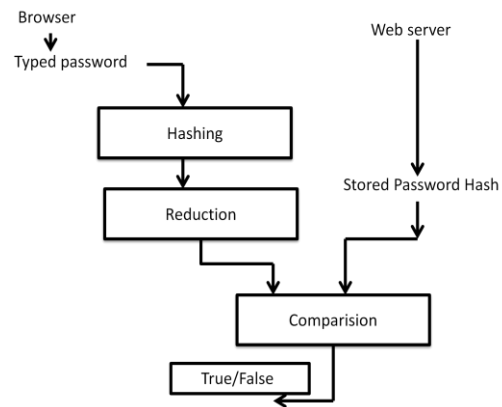 Browser
Typed password
Web server
Hashing
Stored Password Hash
Reduction
Comparision
True/False